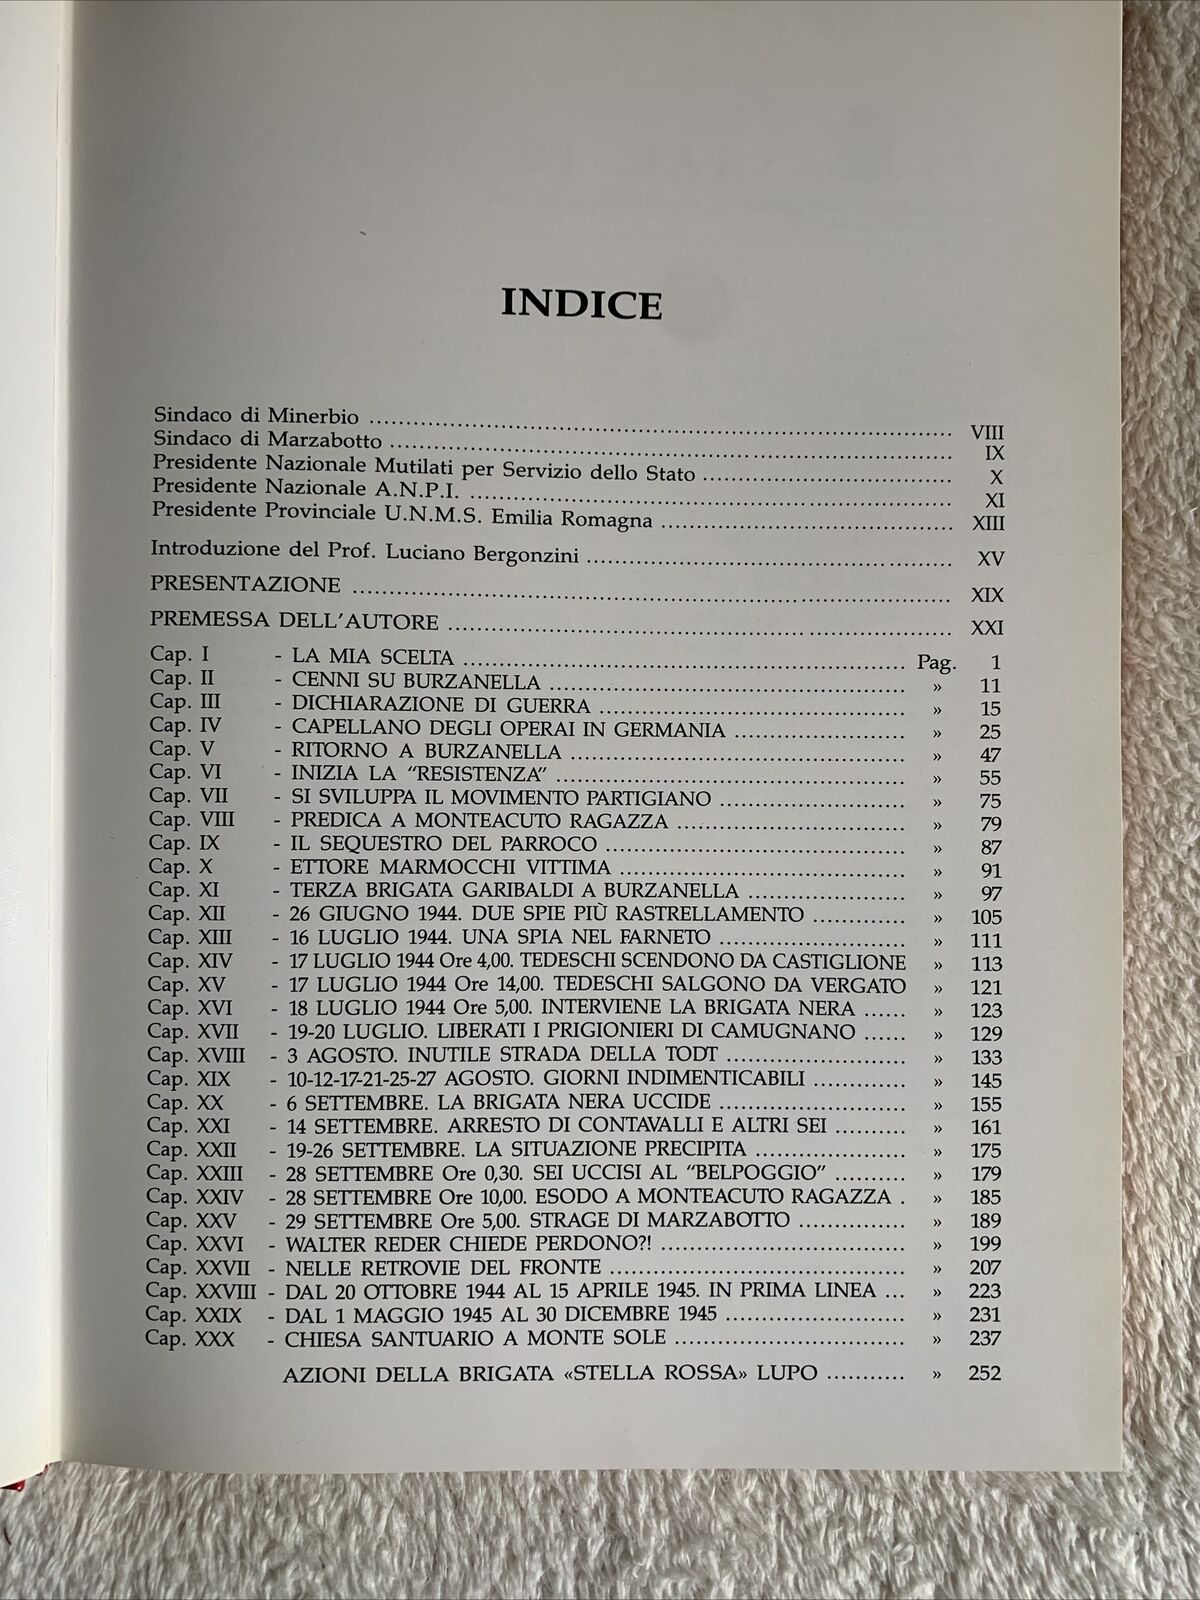 INDICE
Sindaco di Minerbio ........ VIII
Sindaco di Marzabotto ........ IX
Presidente Nazionale Mutilati per Servizio dello Stato ........ X
Presidente Nazionale A.N.P.I. ........ XI
Presidente Provinciale U.N.M.S. Emilia Romagna ........ XIII
Introduzione del Prof. Luciano Bergonzini ........ XV
PRESENTAZIONE ........ XIX
PREMESSA DELL'AUTORE ........ XXI
Cap. I - LA MIA SCELTA ........ Pag. 1
Cap. II - CENNI SU BURZANELLA ........ » 11
Cap. III - DICHIARAZIONE DI GUERRA ........ » 15
Cap. IV - CAPELLANO DEGLI OPERAI IN GERMANIA ........ » 25
Cap. V - RITORNO A BURZANELLA ........ » 47
Cap. VI - INIZIA LA "RESISTENZA" ........ » 55
Cap. VII - SI SVILUPPA IL MOVIMENTO PARTIGIANO ........ » 75
Cap. VIII - PREDICA A MONTEACUTO RAGAZZA ........ » 79
Cap. IX - IL SEQUESTRO DEL PARROCO ........ » 87
Cap. X - ETTORE MARMOCCHI VITTIMA ........ » 91
Cap. XI - TERZA BRIGATA GARIBALDI A BURZANELLA ........ » 97
Cap. XII - 26 GIUGNO 1944. DUE SPIE PIÙ RASTRELLAMENTO ........ » 105
Cap. XIII - 16 LUGLIO 1944. UNA SPIA NEL FARNETO ........ » 111
Cap. XIV - 17 LUGLIO 1944 Ore 4,00. TEDESCHI SCENDONO DA CASTIGLIONE » 113
Cap. XV - 17 LUGLIO 1944 Ore 14,00. TEDESCHI SALGONO DA VERGATO » 121
Cap. XVI - 18 LUGLIO 1944 Ore 5,00. INTERVIENE LA BRIGATA NERA ...... » 123
Cap. XVII - 19-20 LUGLIO. LIBERATI I PRIGIONIERI DI CAMUGNANO ...... » 129
Cap. XVIII - 3 AGOSTO. INUTILE STRADA DELLA TODT ........ » 133
Cap. XIX - 10-12-17-21-25-27 AGOSTO. GIORNI INDIMENTICABILI ........ » 145
Cap. XX - 6 SETTEMBRE. LA BRIGATA NERA UCCIDE ........ » 155
Cap. XXI - 14 SETTEMBRE. ARRESTO DI CONTAVALLI E ALTRI SEI ........ » 161
Cap. XXII - 19-26 SETTEMBRE. LA SITUAZIONE PRECIPITA ........ » 175
Cap. XXIII - 28 SETTEMBRE Ore 0,30. SEI UCCISI AL "BELPOGGIO" ........ » 179
Cap. XXIV - 28 SETTEMBRE Ore 10,00. ESODO A MONTEACUTO RAGAZZA . » 185
Cap. XXV - 29 SETTEMBRE Ore 5,00. STRAGE DI MARZABOTTO ........ » 189
Cap. XXVI - WALTER REDER CHIEDE PERDONO?! ........ » 199
Cap. XXVII - NELLE RETROVIE DEL FRONTE ........ » 207
Cap. XXVIII - DAL 20 OTTOBRE 1944 AL 15 APRILE 1945. IN PRIMA LINEA ... » 223
Cap. XXIX - DAL 1 MAGGIO 1945 AL 30 DICEMBRE 1945 ........ » 231
Cap. XXX - CHIESA SANTUARIO A MONTE SOLE ........ » 237
AZIONI DELLA BRIGATA «STELLA ROSSA» LUPO ........ » 252